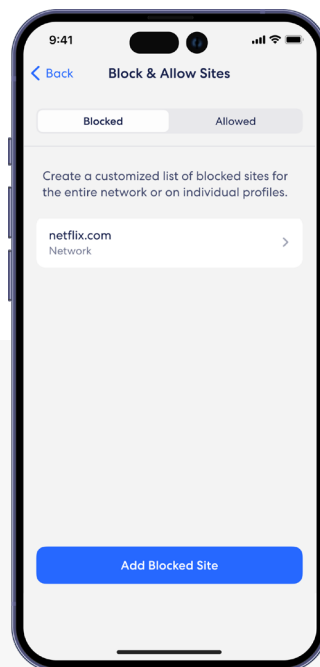 9:41
Back
Block & Allow Sites
Blocked
Allowed
Create a customized list of blocked sites for
the entire network or on individual profiles.
netflix.com
Network
Add Blocked Site